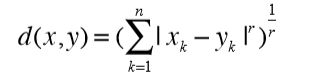 d(x,y) = (∑_{k=1}^{n} | x_k − y_k |^r)^{1/r}